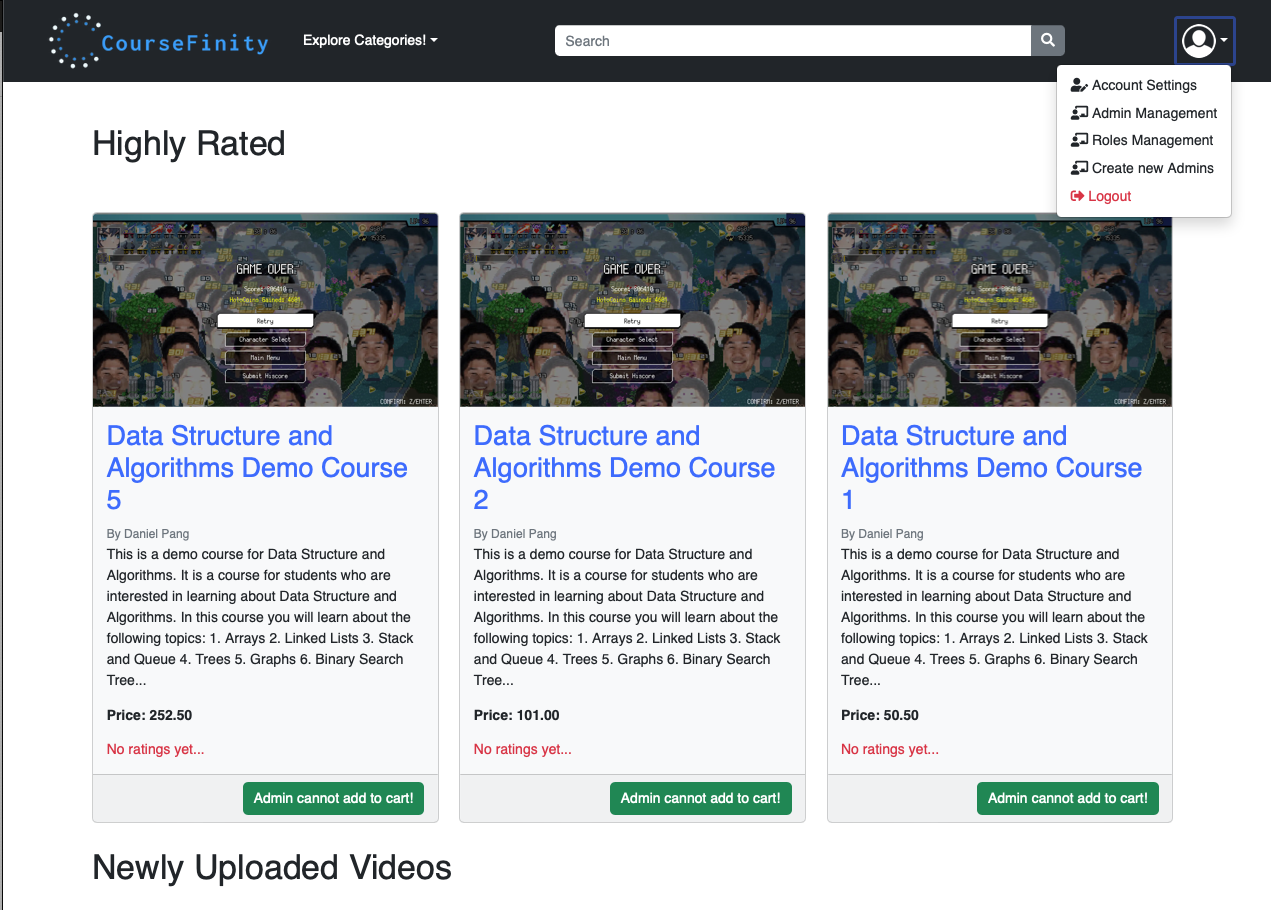 CourseFinity
Explore Categories!
Search
Account Settings
Admin Management
Roles Management
Create new Admins
Logout
Highly Rated
GAME OVER
Retry
Character Select
Main Menu
Submit Hiscore
CONFIRM: Z/ENTER
GAME OVER
Retry
Character Select
Main Menu
Submit Hiscore
CONFIRM: Z/ENTER
GAME OVER
Retry
Character Select
Main Menu
Submit Hiscore
CONFIRM: Z/ENTER
Data Structure and
Algorithms Demo Course
5
By Daniel Pang
This is a demo course for Data Structure and
Algorithms. It is a course for students who are
interested in learning about Data Structure and
Algorithms. In this course you will learn about the
following topics: 1. Arrays 2. Linked Lists 3. Stack
and Queue 4. Trees 5. Graphs 6. Binary Search
Tree...
Price: 252.50
No ratings yet...
Admin cannot add to cart!
Data Structure and
Algorithms Demo Course
2
By Daniel Pang
This is a demo course for Data Structure and
Algorithms. It is a course for students who are
interested in learning about Data Structure and
Algorithms. In this course you will learn about the
following topics: 1. Arrays 2. Linked Lists 3. Stack
and Queue 4. Trees 5. Graphs 6. Binary Search
Tree...
Price: 101.00
No ratings yet...
Admin cannot add to cart!
Data Structure and
Algorithms Demo Course
1
By Daniel Pang
This is a demo course for Data Structure and
Algorithms. It is a course for students who are
interested in learning about Data Structure and
Algorithms. In this course you will learn about the
following topics: 1. Arrays 2. Linked Lists 3. Stack
and Queue 4. Trees 5. Graphs 6. Binary Search
Tree...
Price: 50.50
No ratings yet...
Admin cannot add to cart!
Newly Uploaded Videos